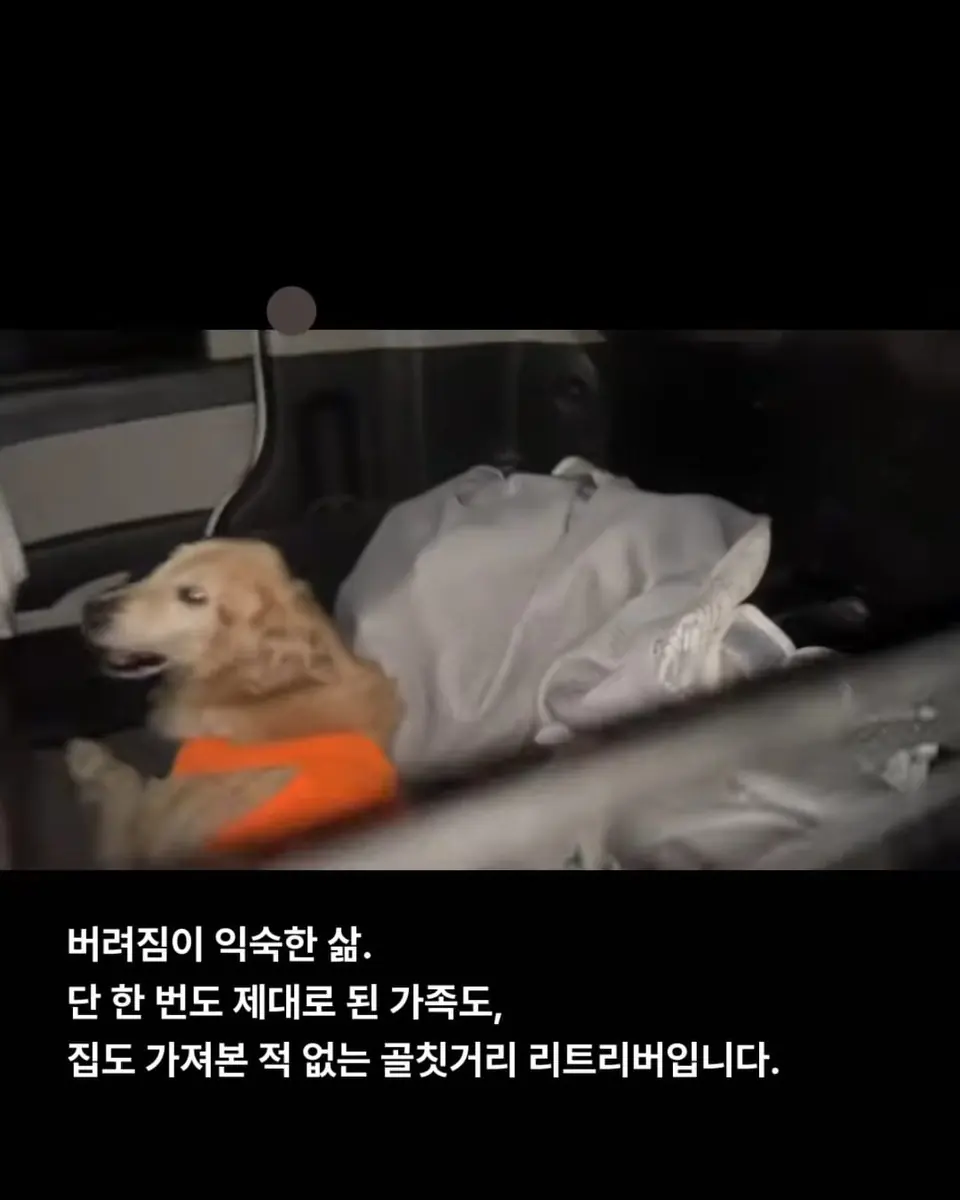 버려짐이 익숙한 삶.
단 한 번도 제대로 된 가족도,
집도 가져본 적 없는 골칫거리 리트리버입니다.